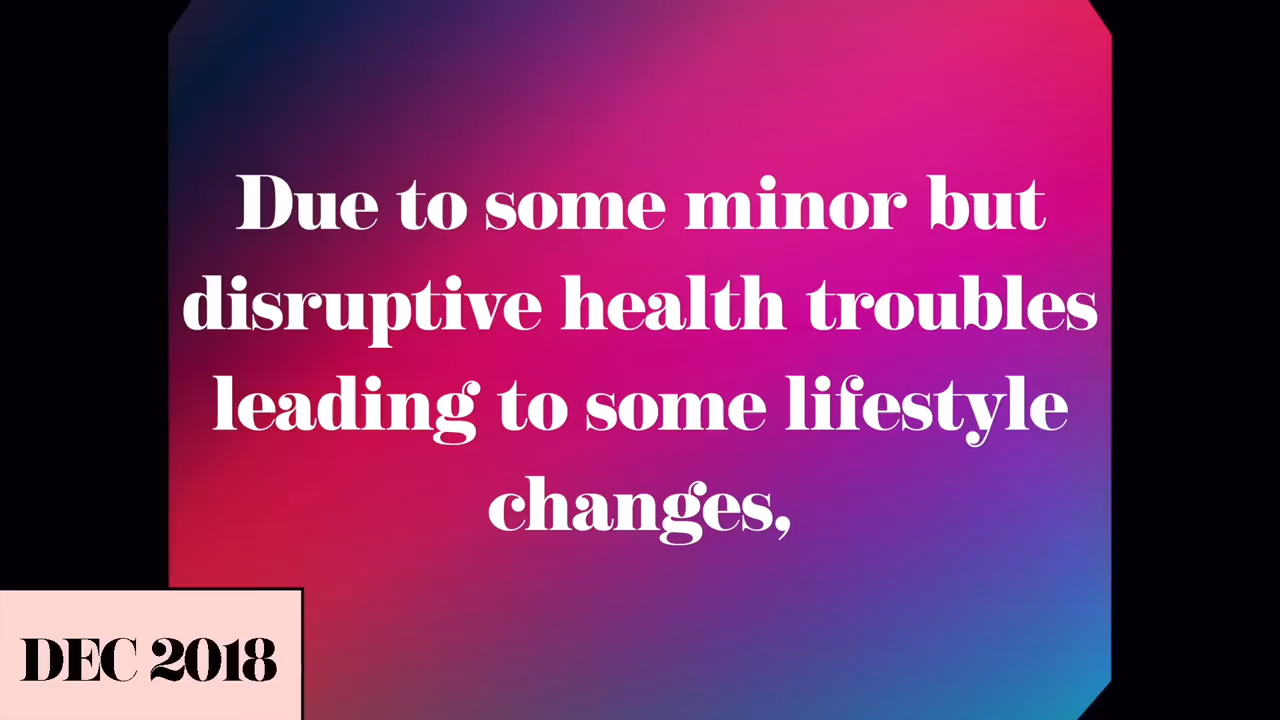 Due to some minor but
disruptive health troubles
leading to some lifestyle
changes,
DEC 2018